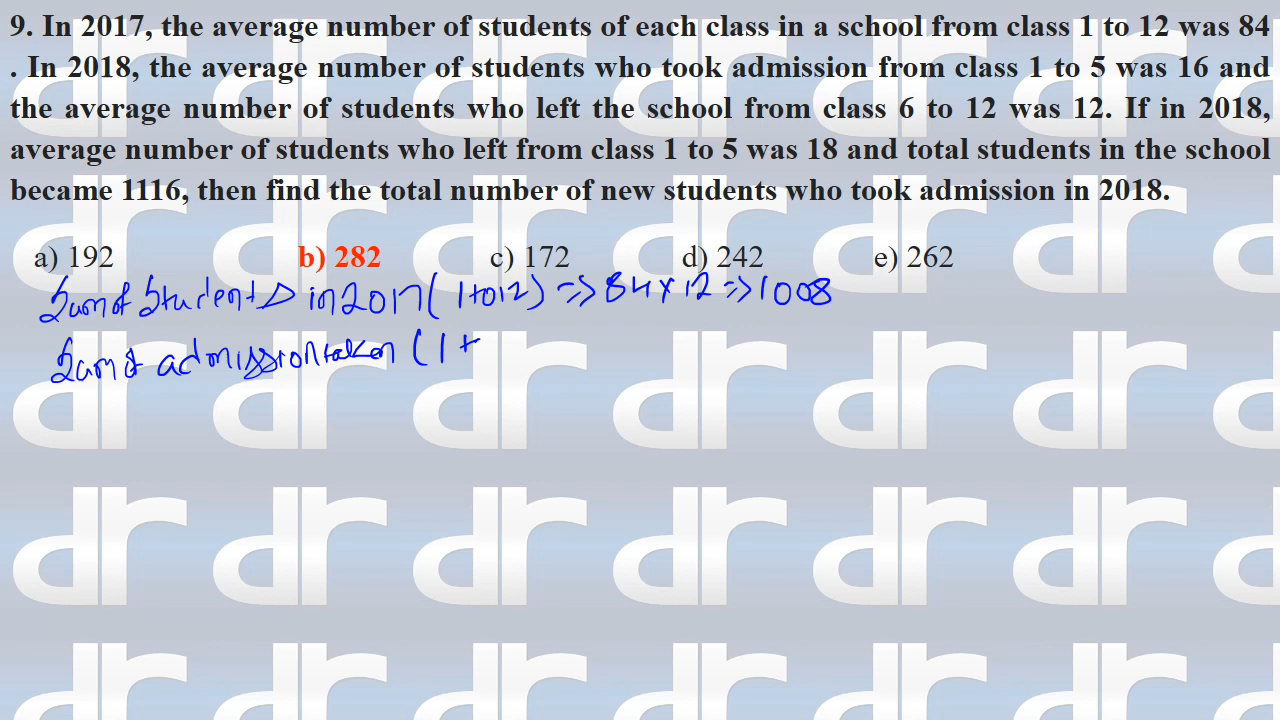 9. In 2017, the average number of students of each class in a school from class 1 to 12 was 84
. In 2018, the average number of students who took admission from class 1 to 5 was 16 and
the average number of students who left the school from class 6 to 12 was 12. If in 2018,
average number of students who left from class 1 to 5 was 18 and total students in the school
became 1116, then find the total number of new students who took admission in 2018.
a) 192 b) 282 c) 172 d) 242 e) 262
Sum of Students in 2017 (1 to 12) => 84 x 12 => 1008
Sum of admission taken (1 t